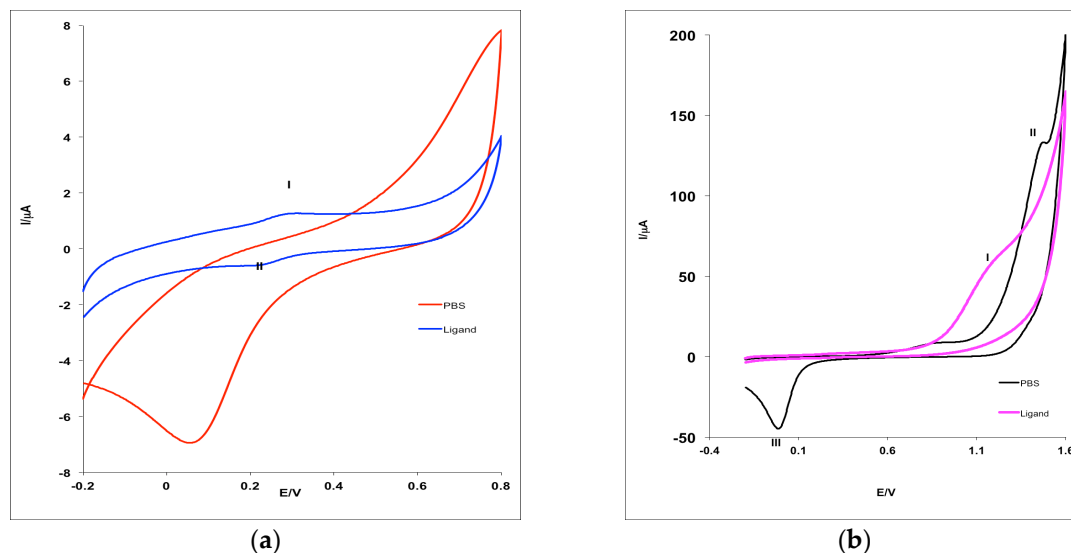 8
6
4
2
0
-2
-4
-6
-8
I/µA
I
II
PBS
Ligand
-0.2
0
0.2
0.4
0.6
0.8
E/V
(a)
200
150
100
50
0
-50
I/µA
II
I
III
PBS
Ligand
-0.4
0.1
0.6
1.1
1.6
E/V
(b)